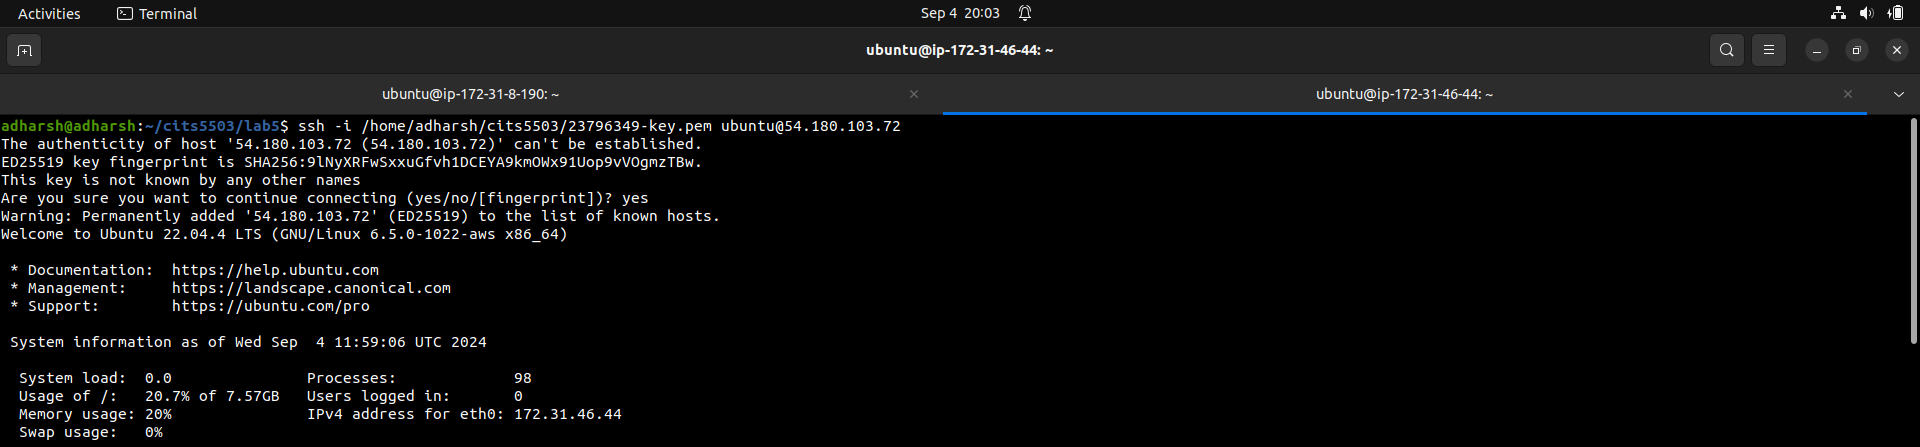 Activities Terminal Sep 4 20:03
ubuntu@ip-172-31-46-44: ~
ubuntu@ip-172-31-8-190: ~ ubuntu@ip-172-31-46-44: ~
adharsh@adharsh:~/cits5503/lab5$ ssh -i /home/adharsh/cits5503/23796349-key.pem ubuntu@54.180.103.72
The authenticity of host '54.180.103.72 (54.180.103.72)' can't be established.
ED25519 key fingerprint is SHA256:9lNyXRFwSxxuGfvh1DCEYA9kmOWx91Uop9vVOgmzTBw.
This key is not known by any other names
Are you sure you want to continue connecting (yes/no/[fingerprint])? yes
Warning: Permanently added '54.180.103.72' (ED25519) to the list of known hosts.
Welcome to Ubuntu 22.04.4 LTS (GNU/Linux 6.5.0-1022-aws x86_64)
* Documentation: https://help.ubuntu.com
* Management: https://landscape.canonical.com
* Support: https://ubuntu.com/pro
System information as of Wed Sep 4 11:59:06 UTC 2024
System load: 0.0 Processes: 98
Usage of /: 20.7% of 7.57GB Users logged in: 0
Memory usage: 20% IPv4 address for eth0: 172.31.46.44
Swap usage: 0%